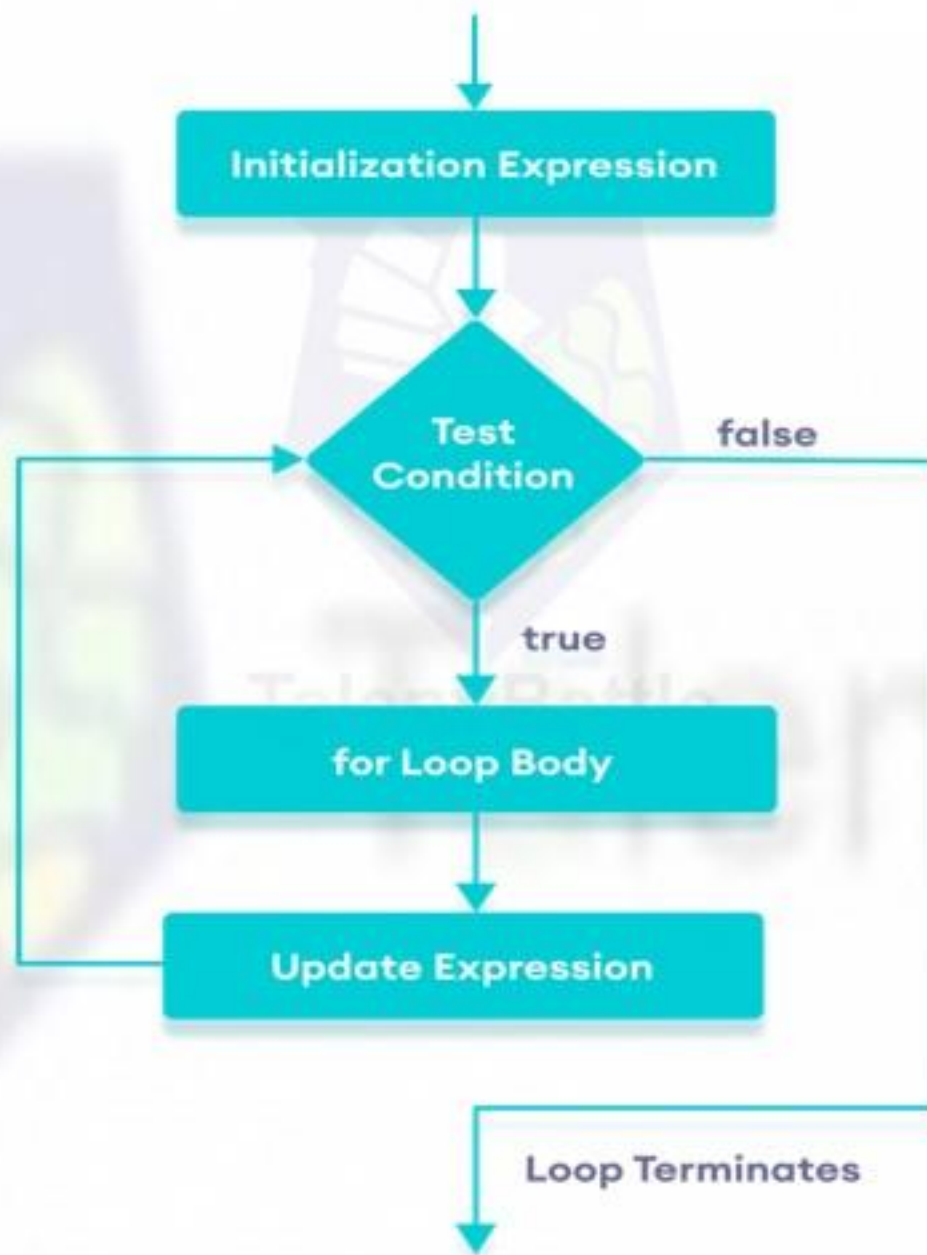 Initialization Expression
Test
Condition
false
true
for Loop Body
Update Expression
Loop Terminates